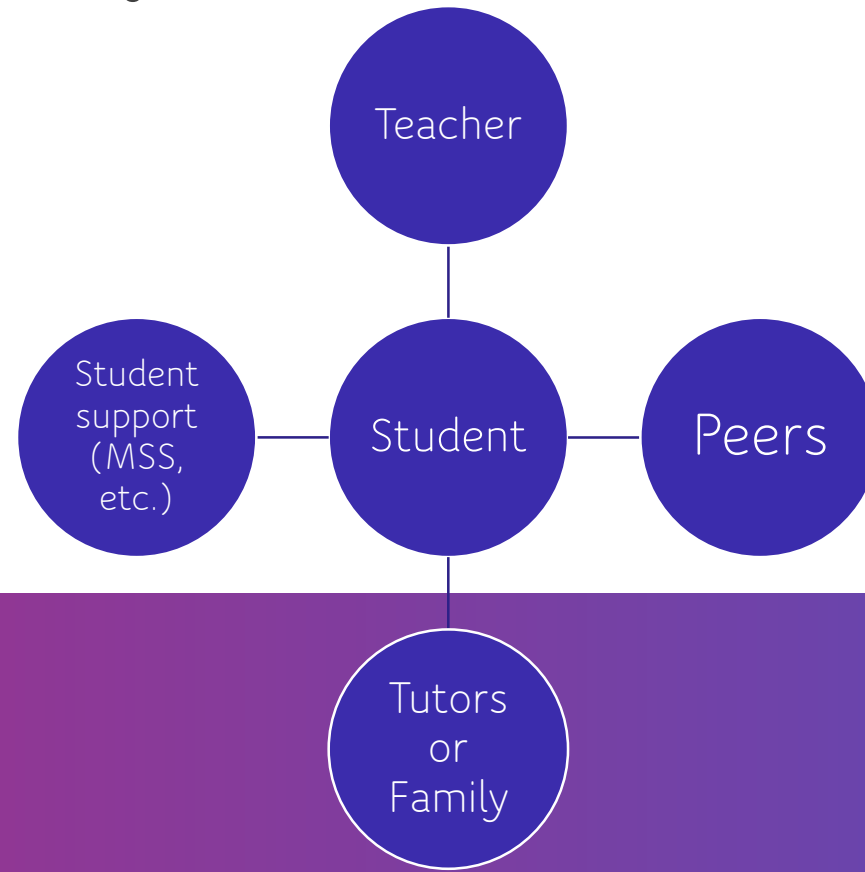 Teacher
Student
support
(MSS,
etc.)
Student
Peers
Tutors
or
Family